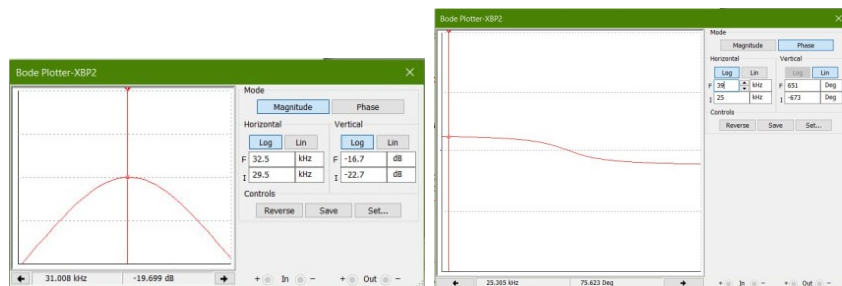 Bode Plotter-XBP2
Mode
Magnitude Phase
Horizontal Vertical
Log Lin Log Lin
F 32.5 kHz F -16.7 dB
I 29.5 kHz I -22.7 dB
Controls
Reverse Save Set...
31.008 kHz -19.699 dB + In - + Out -
Bode Plotter-XBP2
Mode
Magnitude Phase
Horizontal Vertical
Log Lin Log Lin
F 39 kHz F 651 Deg
I 25 kHz I -673 Deg
Controls
Reverse Save Set...
25.305 kHz 75.623 Deg + In - + Out -